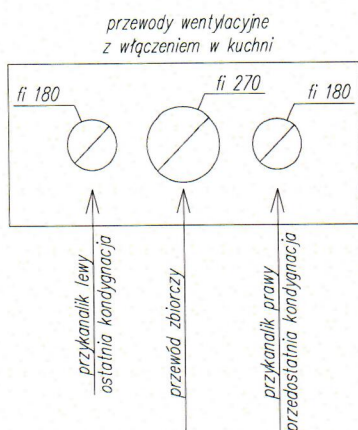 przewody wentylacyjne
z włączeniem w kuchni
fi 180
fi 270
fi 180
przykanalik lewy
ostatnia kondygnacja
przewód zbiorczy
przykanalik prawy
przedostatnia kondygnacja